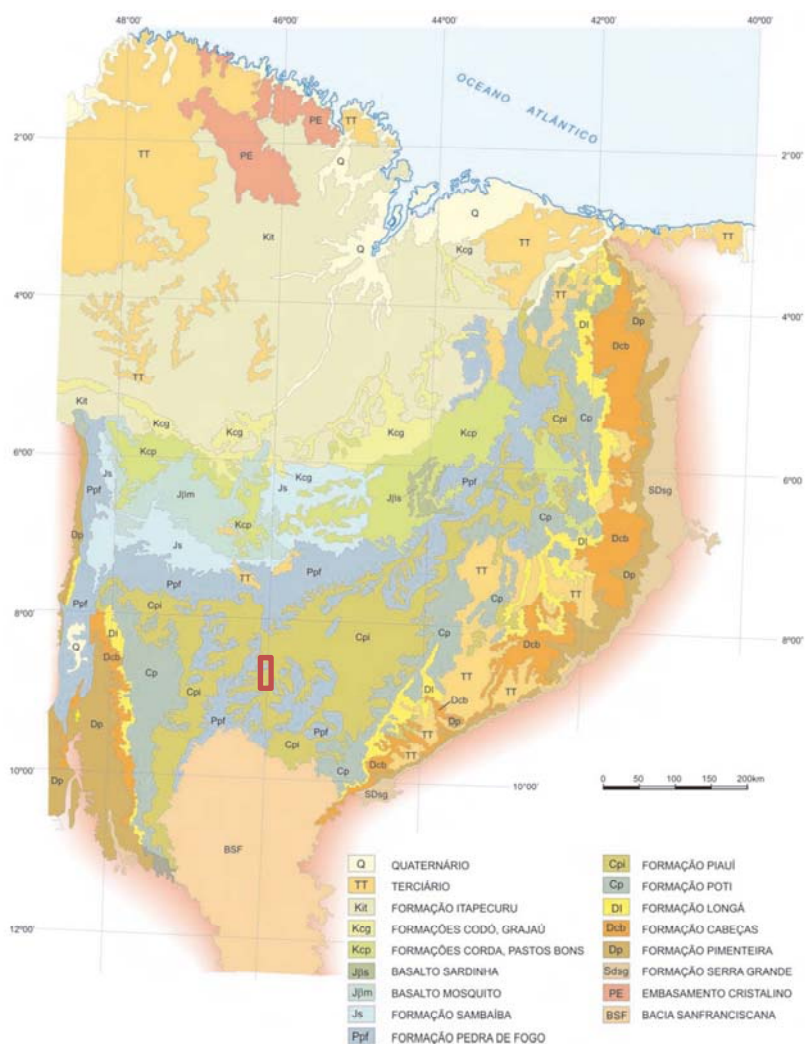 48°00' 46°00' 44°00' 42°00' 40°00'
OCEANO ATLÂNTICO
PE TT
2°00' TT PE Q 2°00'
Q TT TT
Kit Kcg
Q
4°00' TT DI Dp 4°00'
Dcb
TT
Kit Kcg Kcg Kcg Kcp Cpi Cp
6°00' Kcp 6°00'
Js Kcg
Ppf Jβm Js Jβs Ppf SDsg
Kcp Cp
Dp Js DI Dcb
Ppf Ppf TT Dp
TT Cp TT
Ppf Cpi
8°00' Cpi Cp 8°00'
Q DI Dcb
Dcb Cp TT
DI TT
Cpi Dcb
Dp Ppf Ppf TT Dp
Cpi TT
10°00' Cp Dcb
Dp SDsg 10°00' 0 50 100 150 200km
BSF
12°00'
Q QUATERNÁRIO
TT TERCIÁRIO
Kit FORMAÇÃO ITAPECURU
Kcg FORMAÇÕES CODÓ, GRAJAÚ
Kcp FORMAÇÕES CORDA, PASTOS BONS
Jβs BASALTO SARDINHA
Jβm BASALTO MOSQUITO
Js FORMAÇÃO SAMBAÍBA
Ppf FORMAÇÃO PEDRA DE FOGO
Cpi FORMAÇÃO PIAUÍ
Cp FORMAÇÃO POTI
DI FORMAÇÃO LONGÁ
Dcb FORMAÇÃO CABEÇAS
Dp FORMAÇÃO PIMENTEIRA
Sdsg FORMAÇÃO SERRA GRANDE
PE EMBASAMENTO CRISTALINO
BSF BACIA SANFRANCISCANA